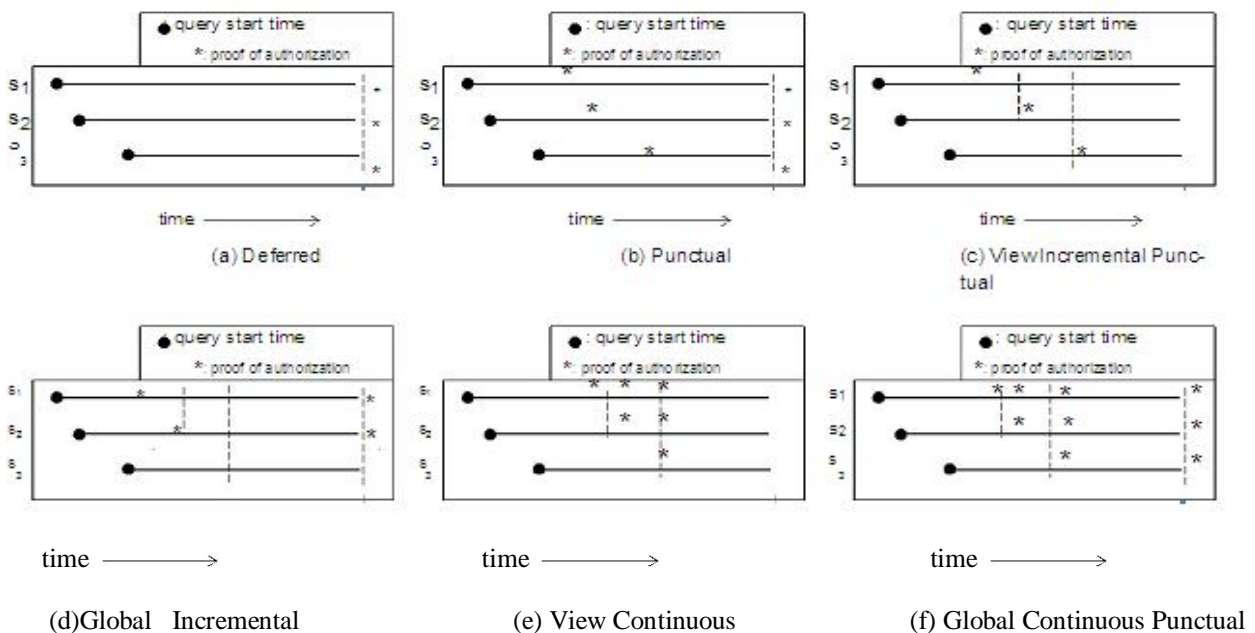 ● query start time
*: proof of authorization
S1
S2
S3
time
(a) Deferred
● : query start time
*: proof of authorization
S1
S2
S3
time
(b) Punctual
● : query start time
*: proof of authorization
S1
S2
S3
time
(c) ViewIncremental Punc-
tual
● query start time
*: proof of authorization
S1
S2
S3
time
(d)Global Incremental
● : query start time
*: proof of authorization
S1
S2
S3
time
(e) View Continuous
● : query start time
*: proof of authorization
S1
S2
S3
time
(f) Global Continuous Punctual